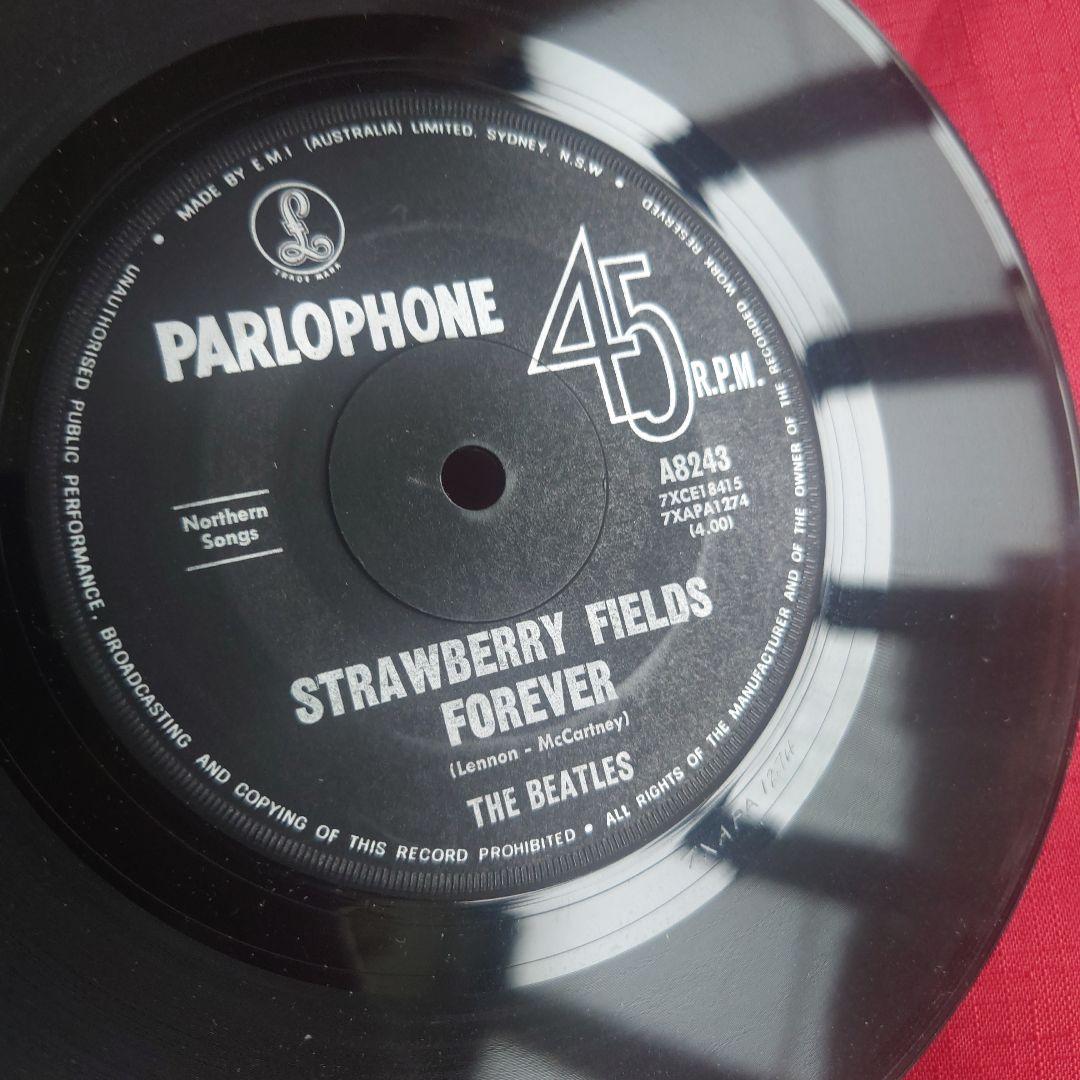 MADE BY E.M.I (AUSTRALIA) LIMITED, SYDNEY, N.S.W •
£
TRADE MARK
PARLOPHONE
45 R.P.M.
A8243
7XCE18415
7XAPA1274
(4.00)
Northern
Songs
STRAWBERRY FIELDS
FOREVER
(Lennon - McCartney)
THE BEATLES
• UNAUTHORISED PUBLIC PERFORMANCE, BROADCASTING AND COPYING OF THIS RECORD PROHIBITED • ALL RIGHTS OF THE MANUFACTURER AND OF THE OWNER OF THE RECORDED WORK RESERVED